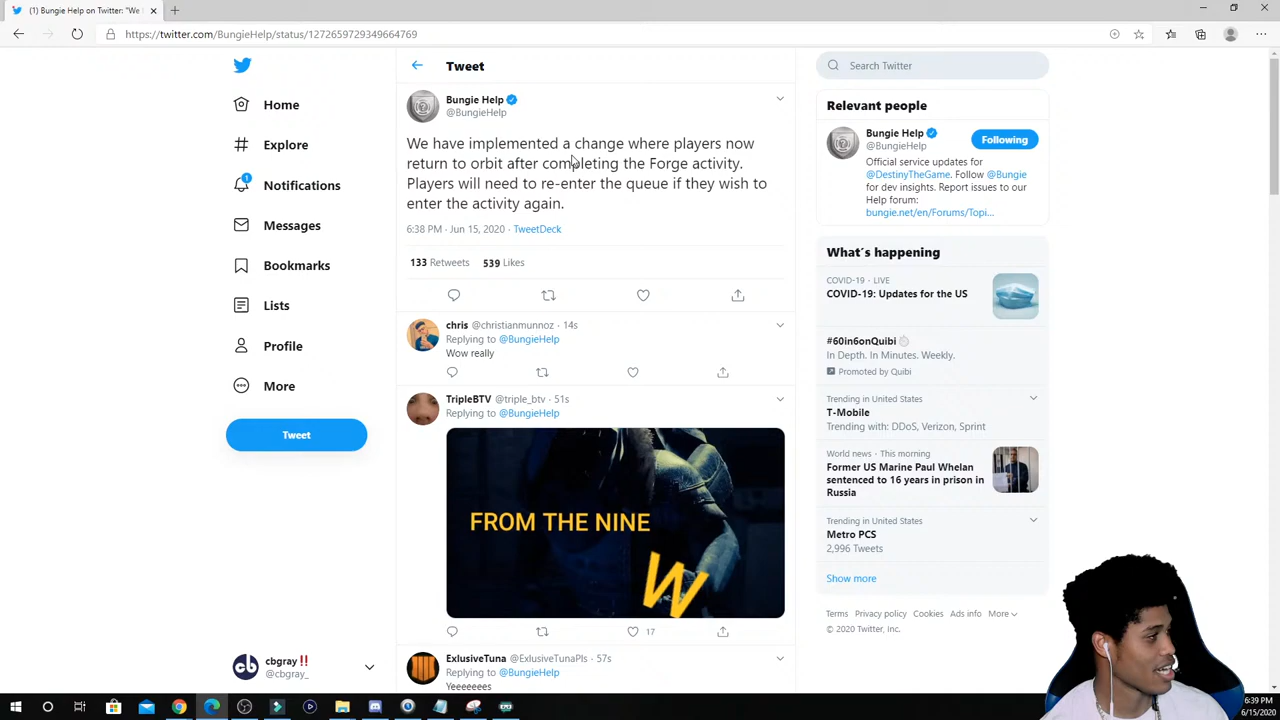 (1) Bungie Help on Twitter: "We
https://twitter.com/BungieHelp/status/1272659729349664769
Home
Explore
1
Notifications
Messages
Bookmarks
Lists
Profile
More
Tweet
cbgray‼
@cbgray_
Tweet
Bungie Help
@BungieHelp
We have implemented a change where players now
return to orbit after completing the Forge activity.
Players will need to re-enter the queue if they wish to
enter the activity again.
6:38 PM · Jun 15, 2020 · TweetDeck
133 Retweets 539 Likes
chris @christianmunnoz · 14s
Replying to @BungieHelp
Wow really
TripleBTV @triple_btv · 51s
Replying to @BungieHelp
FROM THE NINE
W
17
ExlusiveTuna @ExlusiveTunaPls · 57s
Replying to @BungieHelp
Yeeeeeees
Search Twitter
Relevant people
Bungie Help
@BungieHelp
Following
Official service updates for
@DestinyTheGame. Follow @Bungie
for dev insights. Report issues to our
Help forum:
bungie.net/en/Forums/Topi...
What's happening
COVID-19 · LIVE
COVID-19: Updates for the US
#60in6onQuibi
In Depth. In Minutes. Weekly.
Promoted by Quibi
Trending in United States
T-Mobile
Trending with: DDoS, Verizon, Sprint
World news · This morning
Former US Marine Paul Whelan
sentenced to 16 years in prison in
Russia
Trending in United States
Metro PCS
2,996 Tweets
Show more
Terms Privacy policy Cookies Ads info More
© 2020 Twitter, Inc.
6:39 PM
6/15/2020